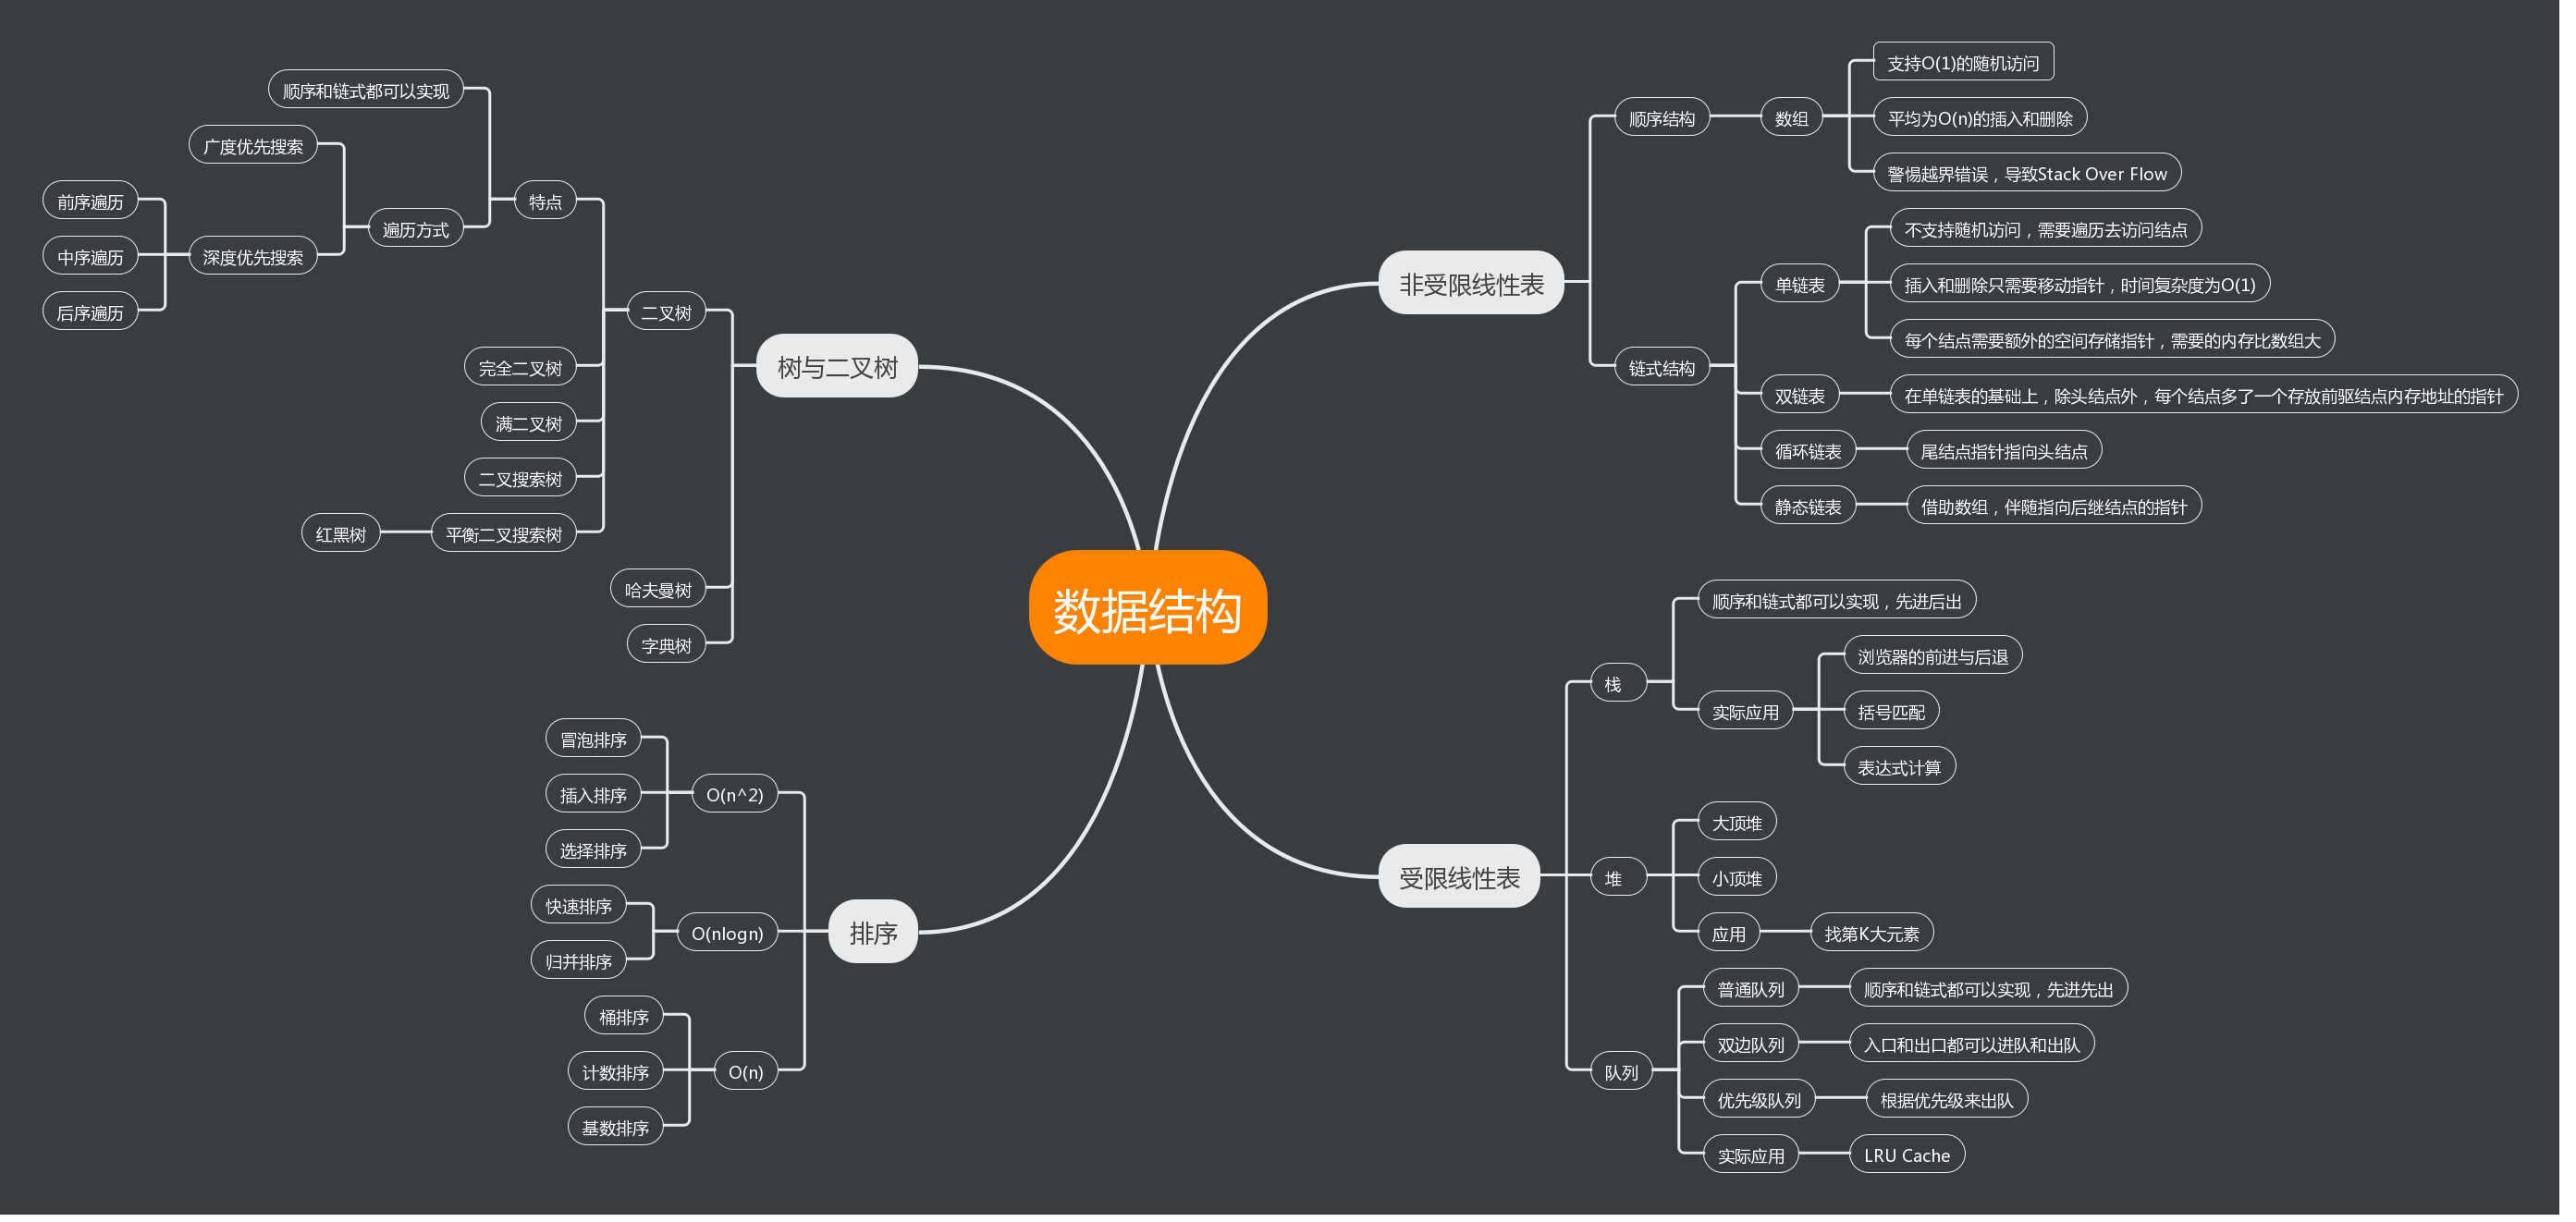 数据结构
非受限线性表
顺序结构
数组
支持O(1)的随机访问
平均为O(n)的插入和删除
警惕越界错误，导致Stack Over Flow
链式结构
单链表
不支持随机访问，需要遍历去访问结点
插入和删除只需要移动指针，时间复杂度为O(1)
每个结点需要额外的空间存储指针，需要的内存比数组大
双链表
在单链表的基础上，除头结点外，每个结点多了一个存放前驱结点内存地址的指针
循环链表
尾结点指针指向头结点
静态链表
借助数组，伴随指向后继结点的指针
受限线性表
栈
顺序和链式都可以实现，先进后出
实际应用
浏览器的前进与后退
括号匹配
表达式计算
堆
大顶堆
小顶堆
应用
找第K大元素
队列
普通队列
顺序和链式都可以实现，先进先出
双边队列
入口和出口都可以进队和出队
优先级队列
根据优先级来出队
实际应用
LRU Cache
树与二叉树
二叉树
特点
顺序和链式都可以实现
遍历方式
广度优先搜索
深度优先搜索
前序遍历
中序遍历
后序遍历
完全二叉树
满二叉树
二叉搜索树
平衡二叉搜索树
红黑树
哈夫曼树
字典树
排序
O(n^2)
冒泡排序
插入排序
选择排序
O(nlogn)
快速排序
归并排序
O(n)
桶排序
计数排序
基数排序